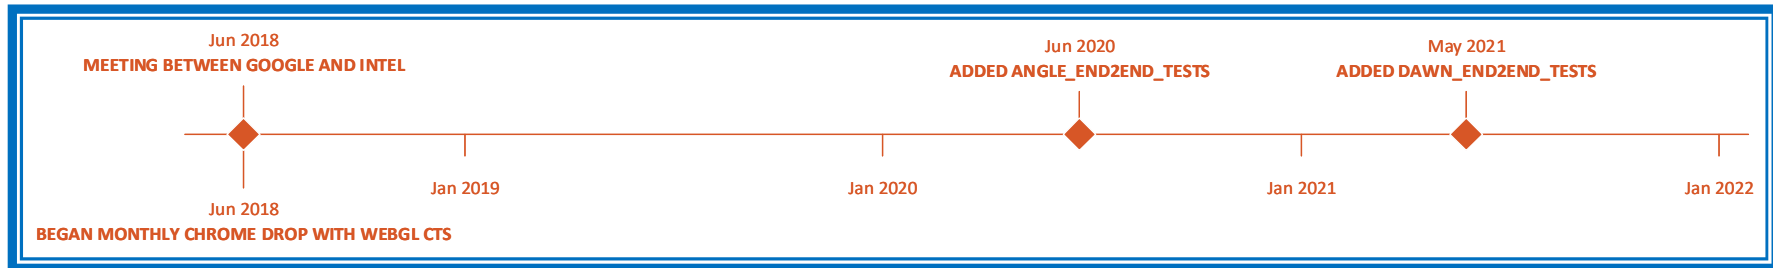 Jun 2018
MEETING BETWEEN GOOGLE AND INTEL
Jun 2020
ADDED ANGLE_END2END_TESTS
May 2021
ADDED DAWN_END2END_TESTS
Jan 2019
Jan 2020
Jan 2021
Jan 2022
Jun 2018
BEGAN MONTHLY CHROME DROP WITH WEBGL CTS